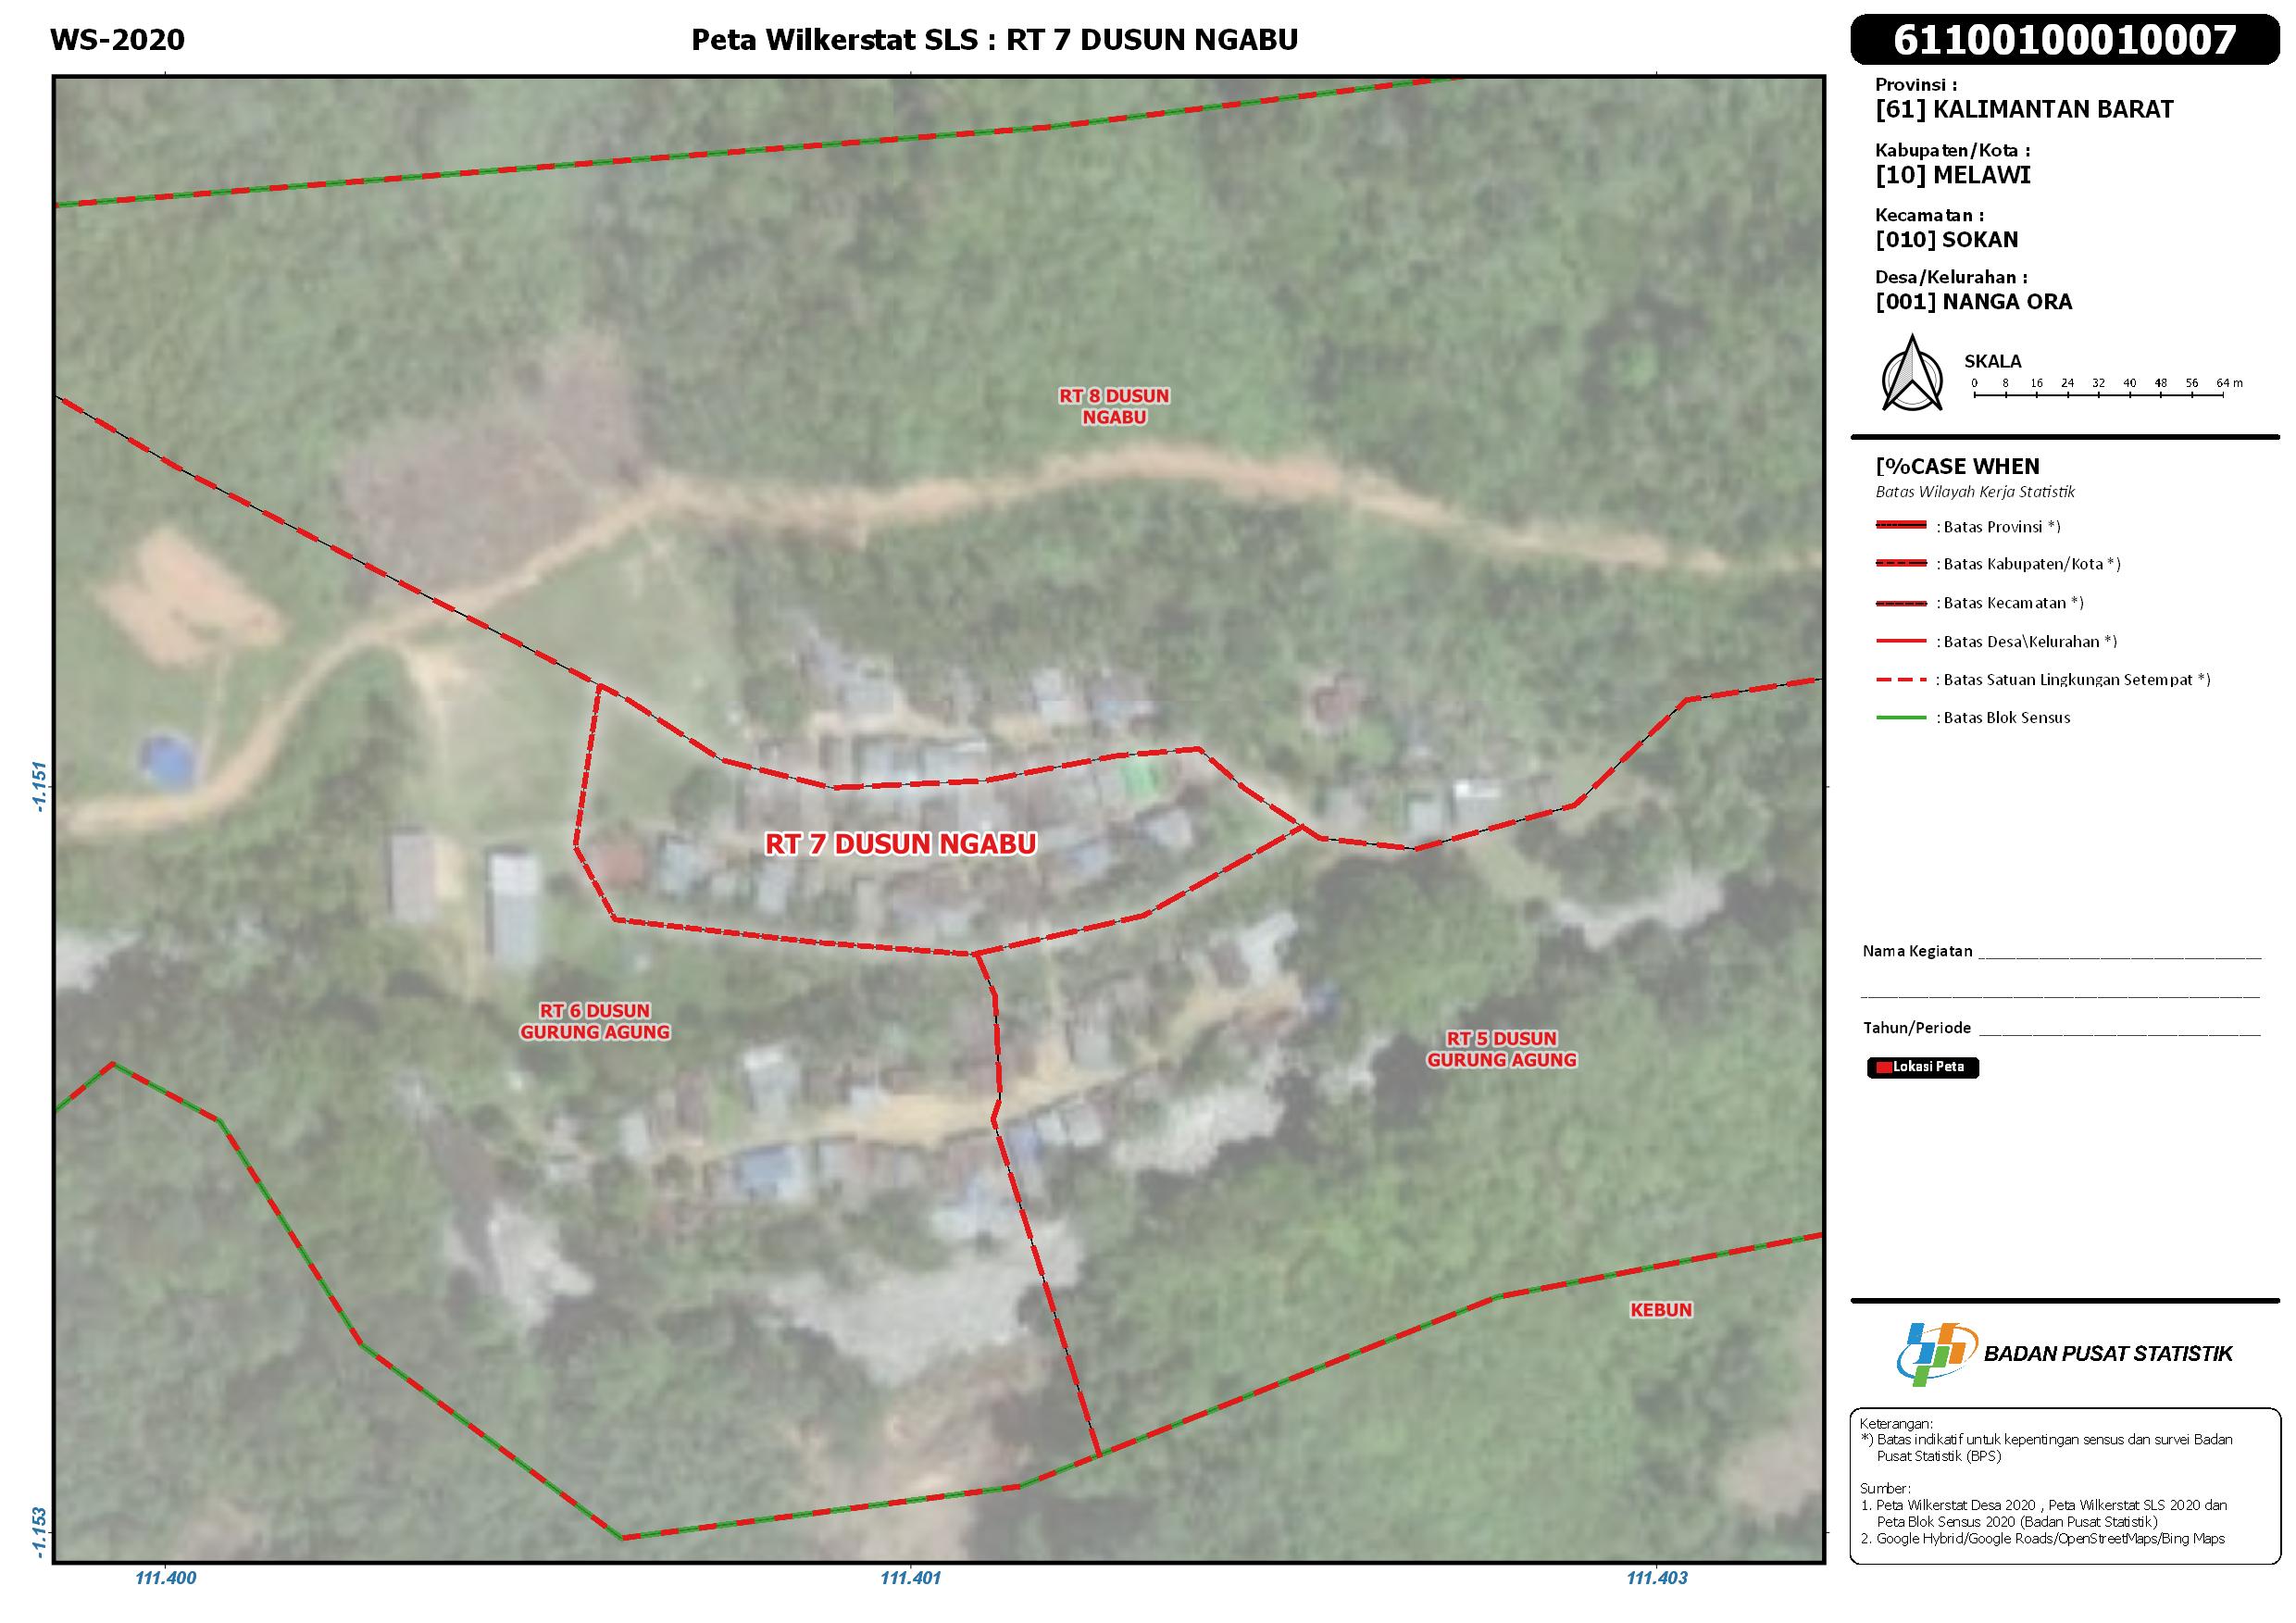 WS-2020
Peta Wilkerstat SLS : RT 7 DUSUN NGABU
61100100010007
Provinsi :
[61] KALIMANTAN BARAT
Kabupaten/Kota :
[10] MELAWI
Kecamatan :
[010] SOKAN
Desa/Kelurahan :
[001] NANGA ORA
SKALA
0 8 16 24 32 40 48 56 64 m
[%CASE WHEN
Batas Wilayah Kerja Statistik
: Batas Provinsi *)
: Batas Kabupaten/Kota *)
: Batas Kecamatan *)
: Batas Desa\Kelurahan *)
: Batas Satuan Lingkungan Setempat *)
: Batas Blok Sensus
RT 8 DUSUN
NGABU
RT 7 DUSUN NGABU
RT 6 DUSUN
GURUNG AGUNG
RT 5 DUSUN
GURUNG AGUNG
KEBUN
-1.151
-1.153
111.400
111.401
111.403
Nama Kegiatan
Tahun/Periode
Lokasi Peta
BADAN PUSAT STATISTIK
Keterangan:
*) Batas indikatif untuk kepentingan sensus dan survei Badan
Pusat Statistik (BPS)
Sumber:
1. Peta Wilkerstat Desa 2020 , Peta Wilkerstat SLS 2020 dan
Peta Blok Sensus 2020 (Badan Pusat Statistik)
2. Google Hybrid/Google Roads/OpenStreetMaps/Bing Maps